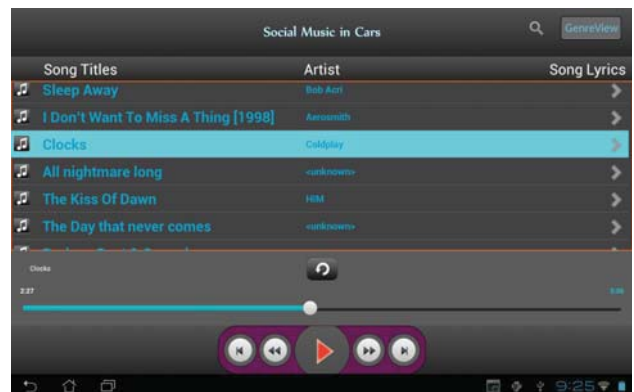 Social Music in Cars
GenreView
Song Titles Artist Song Lyrics
Sleep Away Bob Acri
I Don't Want To Miss A Thing [1998] Aerosmith
Clocks Coldplay
All nightmare long <unknown>
The Kiss Of Dawn HIM
The Day that never comes <unknown>
Clocks
2:27
9:25